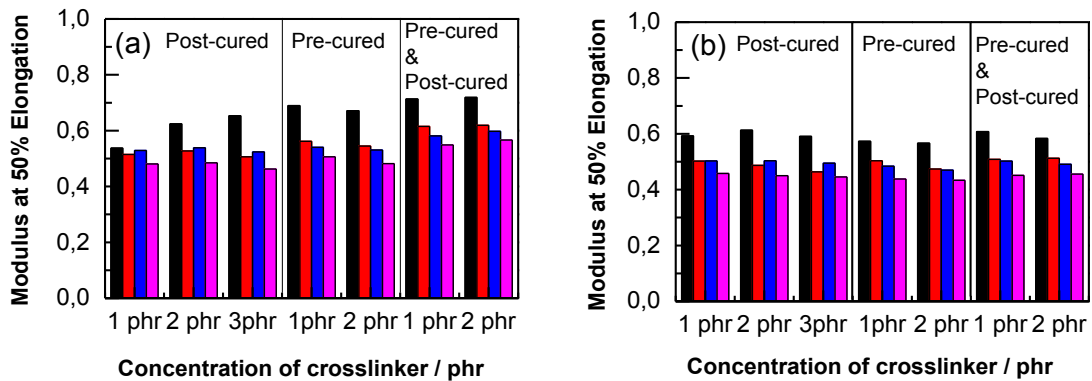 (a)
Post-cured
Pre-cured
Pre-cured
&
Post-cured
Modulus at 50% Elongation
1,0
0,8
0,6
0,4
0,2
0,0
1 phr 2 phr 3phr 1phr 2 phr 1 phr 2 phr
Concentration of crosslinker / phr
(b)
Post-cured
Pre-cured
Pre-cured
&
Post-cured
Modulus at 50% Elongation
1,0
0,8
0,6
0,4
0,2
0,0
1 phr 2 phr 3phr 1phr 2 phr 1 phr 2 phr
Concentration of crosslinker / phr